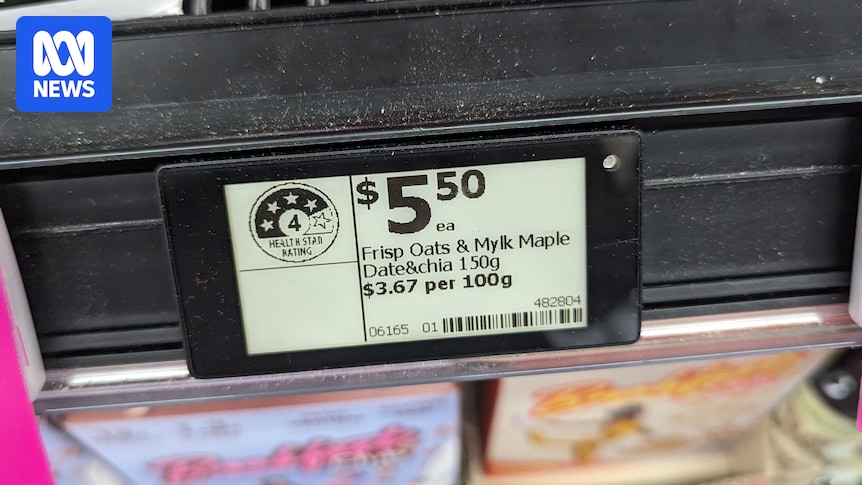 ABC
NEWS
4
HEALTH STAR
RATING
$5.50
ea
Frisp Oats & Mylk Maple
Date&chia 150g
$3.67 per 100g
482804
06165 01